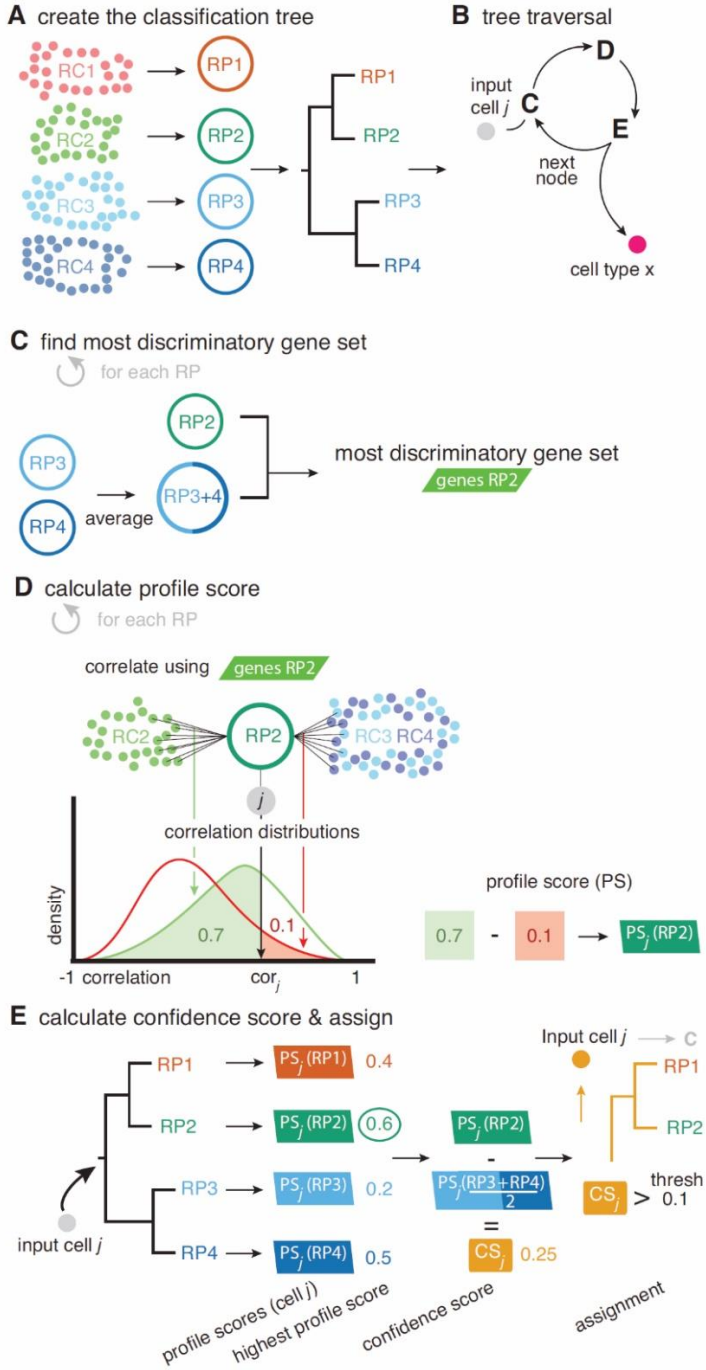 A create the classification tree
RC1
RP1
RC2
RP2
RC3
RP3
RC4
RP4
RP1
RP2
RP3
RP4
B tree traversal
D
input
cell j
C
E
next
node
cell type x
C find most discriminatory gene set
for each RP
RP3
RP4
average
RP2
RP3+4
most discriminatory gene set
genes RP2
D calculate profile score
for each RP
correlate using
genes RP2
RC2
RP2
RC3 RC4
j
correlation distributions
density
0.7
0.1
-1 correlation
corj
1
profile score (PS)
0.7 - 0.1
PSj(RP2)
E calculate confidence score & assign
RP1
PSj(RP1) 0.4
RP2
PSj(RP2) 0.6
RP3
PSj(RP3) 0.2
RP4
PSj(RP4) 0.5
input cell j
PSj(RP2)
-
PSj(RP3+RP4)
2
=
CSj 0.25
Input cell j
C
RP1
RP2
CSj > thresh
0.1
profile scores (cell j)
highest profile score
confidence score
assignment